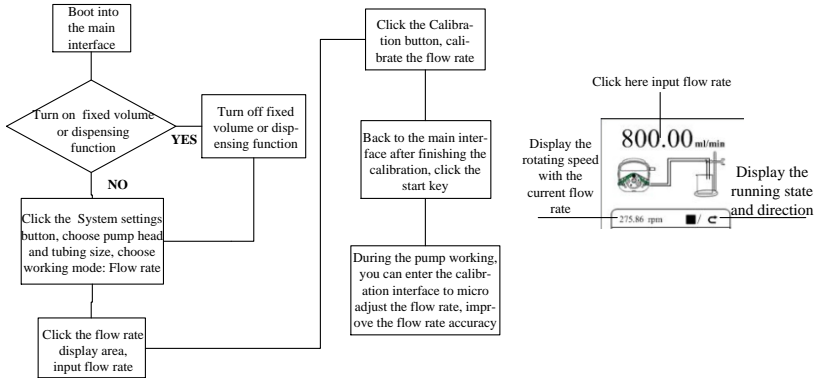 Boot into
the main
interface
Turn on fixed volume
or dispensing
function
YES
NO
Turn off fixed
volume or disp-
ensing function
Click the System settings
button, choose pump head
and tubing size, choose
working mode: Flow rate
Click the flow rate
display area,
input flow rate
Click the Calibra-
tion button, cali-
brate the flow rate
Back to the main inter-
face after finishing the
calibration, click the
start key
During the pump working,
you can enter the calibr-
ation interface to micro
adjust the flow rate, impr-
ove the flow rate accuracy
Click here input flow rate
800.00 ml/min
Display the
rotating speed
with the
current flow
rate
275.86 rpm
/
Display the
running state
and direction